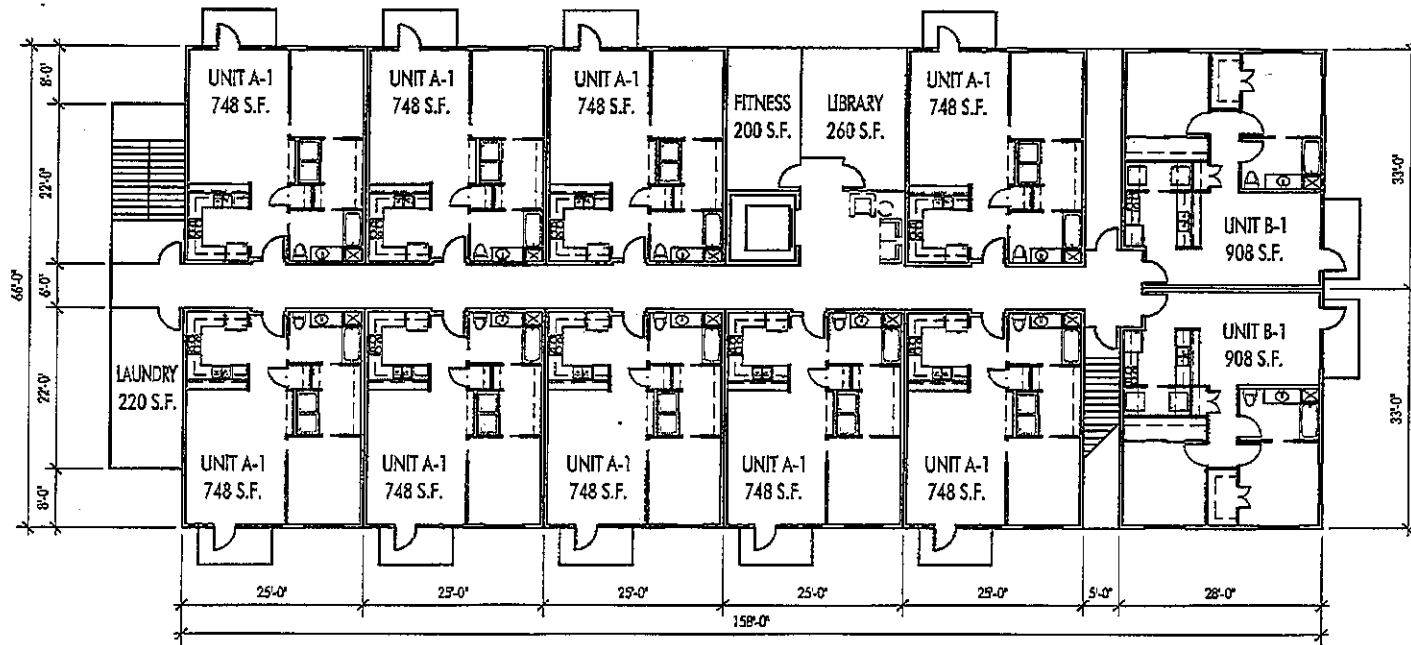 UNIT A-1
748 S.F.
UNIT A-1
748 S.F.
UNIT A-1
748 S.F.
FITNESS
200 S.F.
LIBRARY
260 S.F.
UNIT A-1
748 S.F.
UNIT B-1
908 S.F.
UNIT B-1
908 S.F.
LAUNDRY
220 S.F.
UNIT A-1
748 S.F.
UNIT A-1
748 S.F.
UNIT A-1
748 S.F.
UNIT A-1
748 S.F.
UNIT A-1
748 S.F.
8'-0"
22'-0"
6'-0"
22'-0"
8'-0"
66'-0"
33'-0"
33'-0"
25'-0"
25'-0"
25'-0"
25'-0"
25'-0"
5'-0"
28'-0"
158'-0"